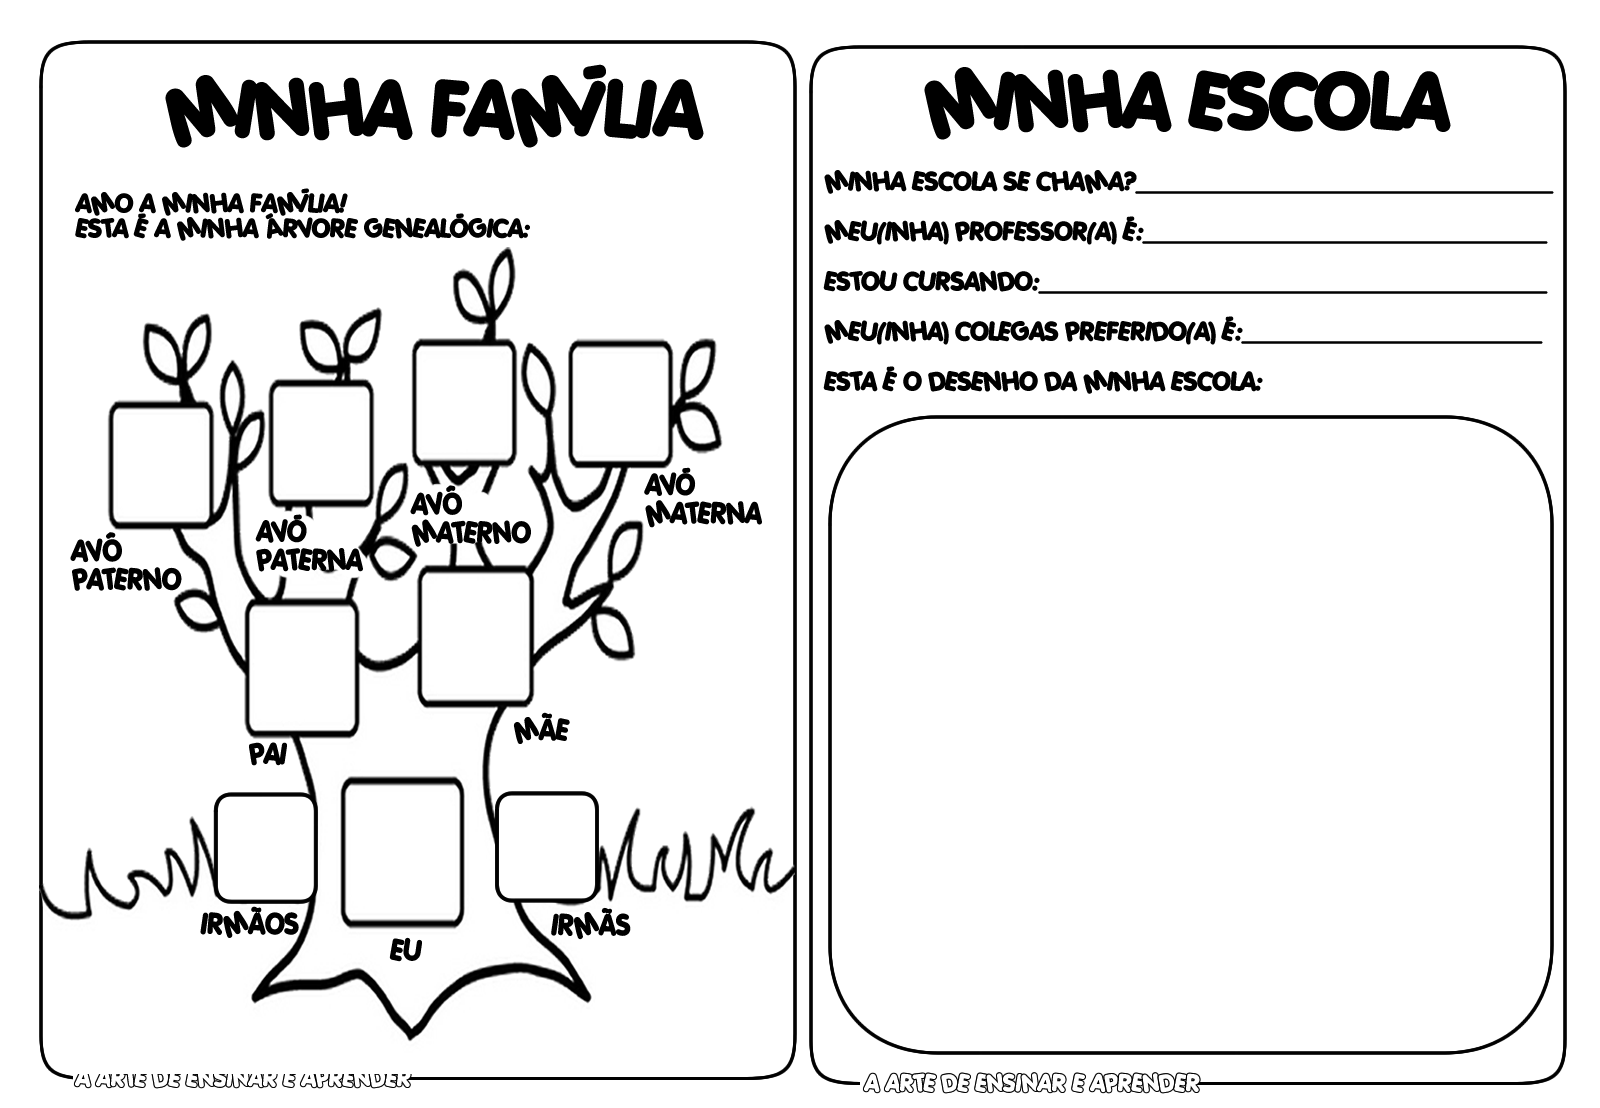 MINHA FAMÍLIA
AMO A MINHA FAMÍLIA!
ESTA É A MINHA ÁRVORE GENEALÓGICA:
AVÔ
PATERNO
AVÓ
PATERNA
AVÔ
MATERNO
AVÓ
MATERNA
PAI
MÃE
IRMÃOS
EU
IRMÃS
A ARTE DE ENSINAR E APRENDER
MINHA ESCOLA
MINHA ESCOLA SE CHAMA?
MEU(INHA) PROFESSOR(A) É:
ESTOU CURSANDO:
MEU(INHA) COLEGAS PREFERIDO(A) É:
ESTA É O DESENHO DA MINHA ESCOLA:
A ARTE DE ENSINAR E APRENDER